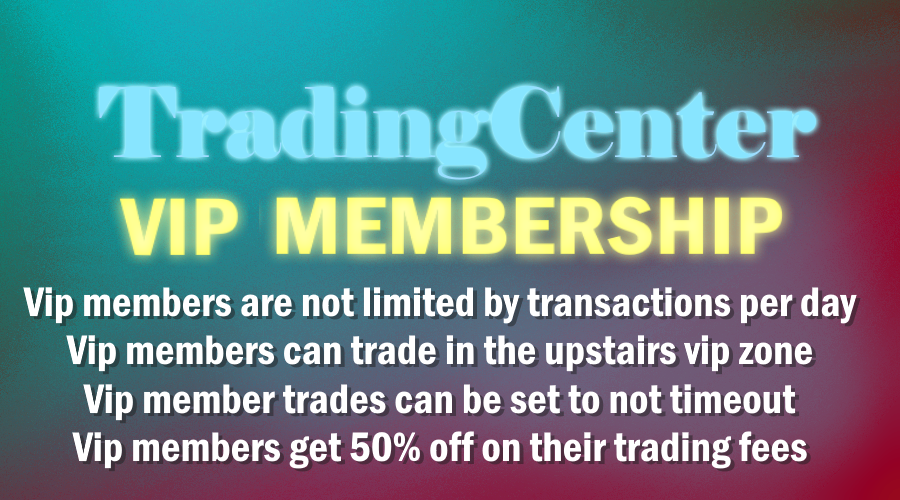 TradingCenter
VIP MEMBERSHIP
Vip members are not limited by transactions per day
Vip members can trade in the upstairs vip zone
Vip member trades can be set to not timeout
Vip members get 50% off on their trading fees